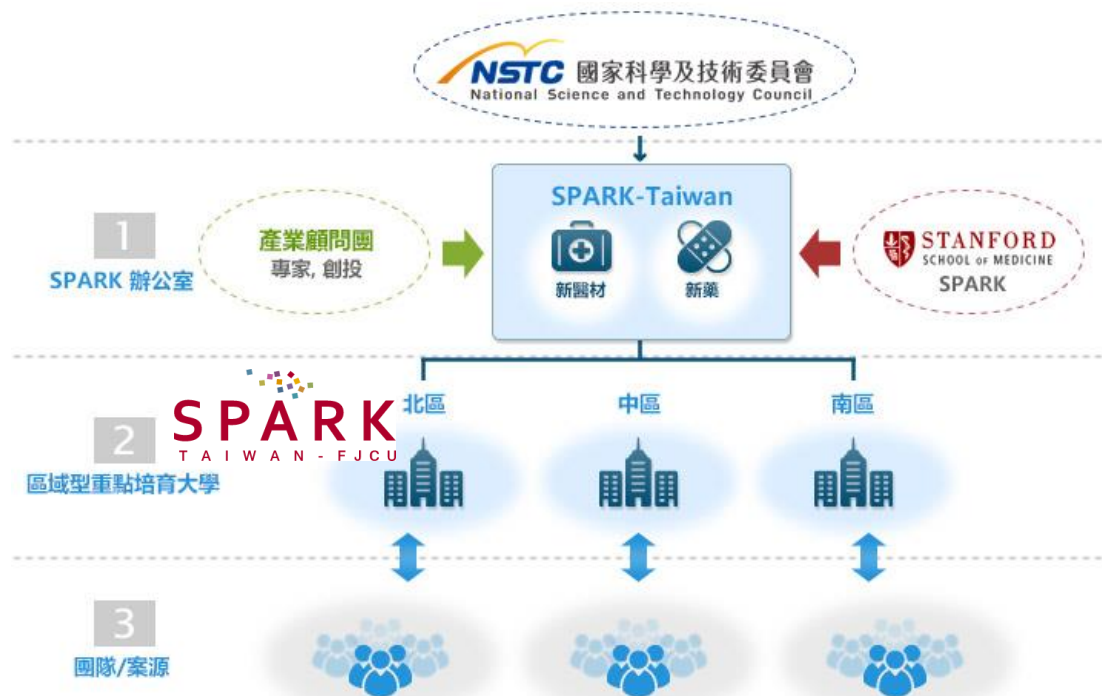 NSTC 國家科學及技術委員會
National Science and Technology Council
1
SPARK 辦公室
產業顧問團
專家, 創投
SPARK-Taiwan
新醫材
新藥
STANFORD
SCHOOL OF MEDICINE
SPARK
2
區域型重點培育大學
SPARK
TAIWAN-FJCU
北區
中區
南區
3
團隊/案源